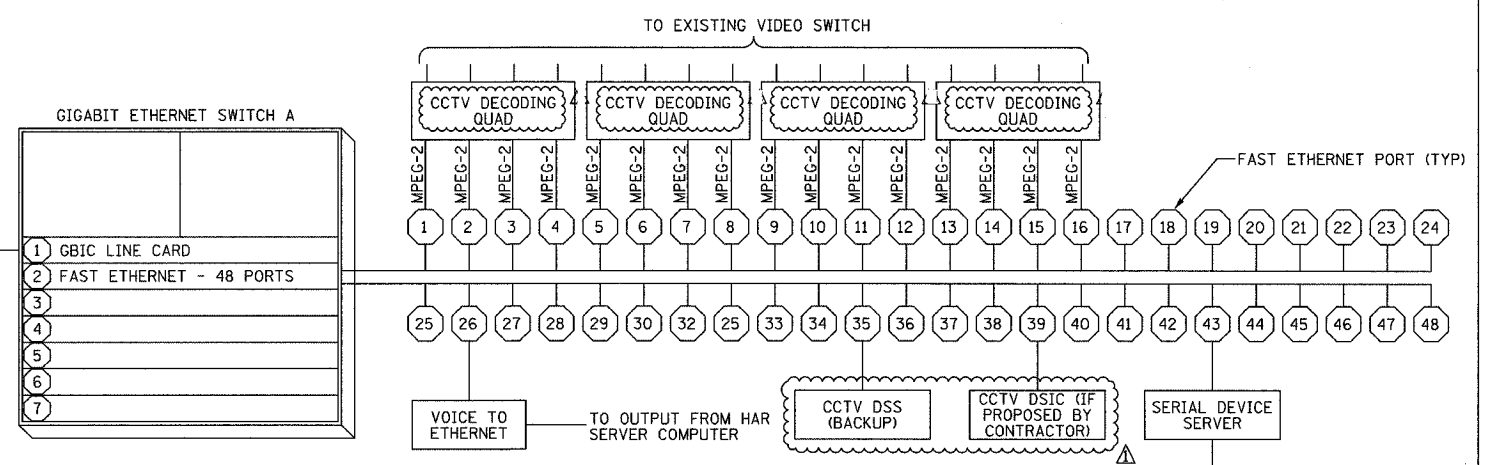 TO EXISTING VIDEO SWITCH
CCTV DECODING
QUAD
CCTV DECODING
QUAD
CCTV DECODING
QUAD
CCTV DECODING
QUAD
GIGABIT ETHERNET SWITCH A
MPEG-2 MPEG-2 MPEG-2 MPEG-2 MPEG-2 MPEG-2 MPEG-2 MPEG-2 MPEG-2 MPEG-2 MPEG-2 MPEG-2 MPEG-2 MPEG-2 MPEG-2 MPEG-2
FAST ETHERNET PORT (TYP)
1 2 3 4 5 6 7 8 9 10 11 12 13 14 15 16 17 18 19 20 21 22 23 24
1 GBIC LINE CARD
2 FAST ETHERNET - 48 PORTS
3
4
5
6
7
25 26 27 28 29 30 32 25 33 34 35 36 37 38 39 40 41 42 43 44 45 46 47 48
VOICE TO
ETHERNET
TO OUTPUT FROM HAR
SERVER COMPUTER
CCTV DSS
(BACKUP)
CCTV DSIC (IF
PROPOSED BY
CONTRACTOR)
1
SERIAL DEVICE
SERVER